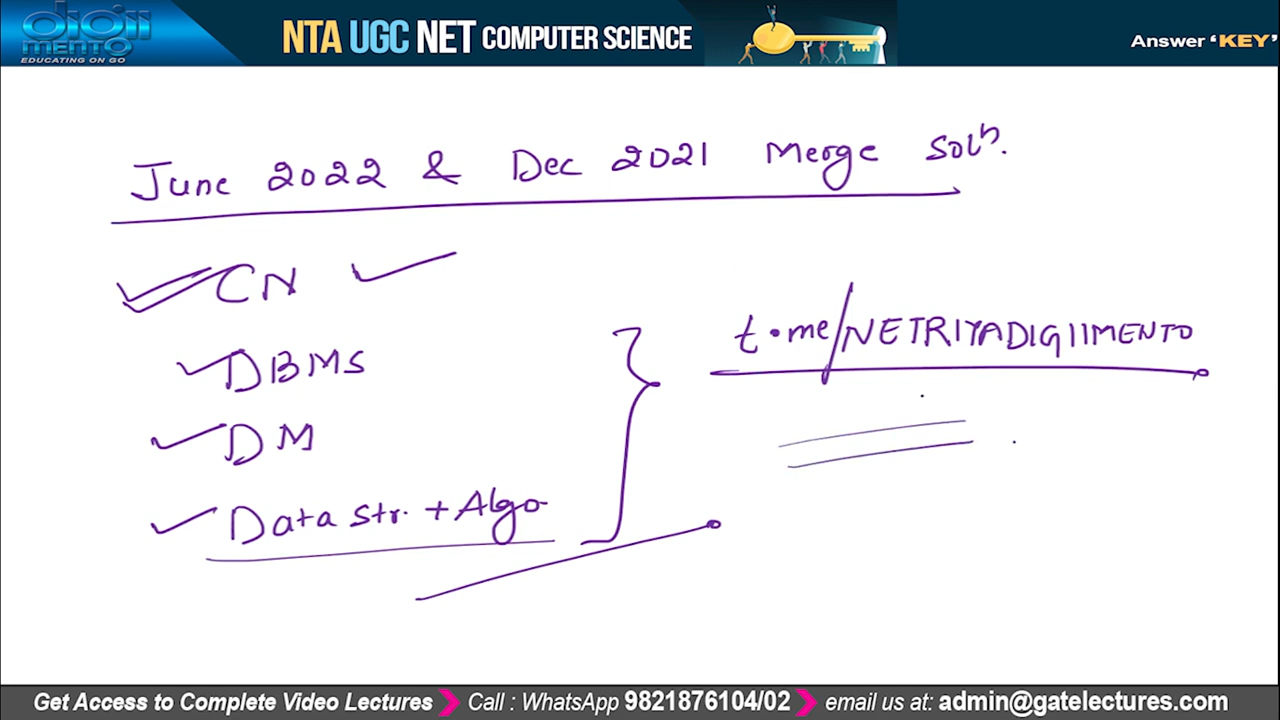 digii
MENTO
EDUCATING ON GO
NTA UGC NET COMPUTER SCIENCE
Answer ‘KEY’
June 2022 & Dec 2021 Merge Solⁿ.
CN
DBMS
DM
Data Str. + Algo
t.me/NETRIYADIGIIMENTO
Get Access to Complete Video Lectures
Call : WhatsApp 9821876104/02
email us at: admin@gatelectures.com